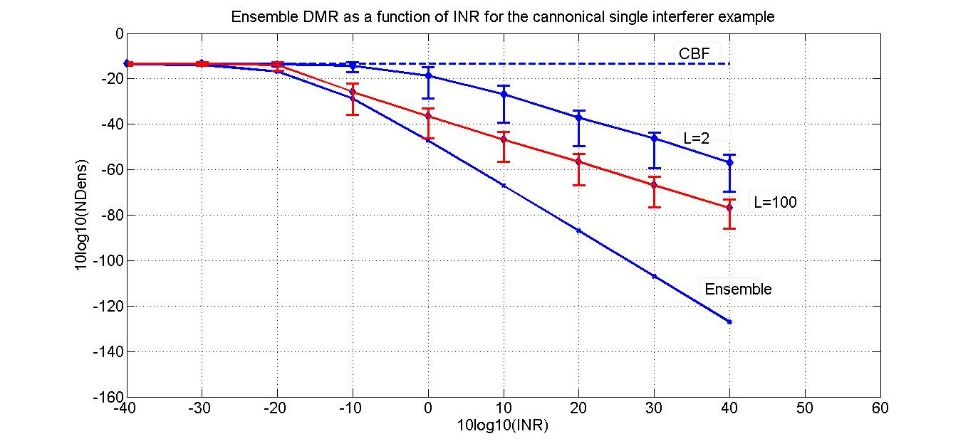 Ensemble DMR as a function of INR for the cannonical single interferer example
0
-20
-40
-60
-80
-100
-120
-140
-160
10log10(NDens)
CBF
L=2
L=100
Ensemble
-40 -30 -20 -10 0 10 20 30 40 50 60
10log10(INR)